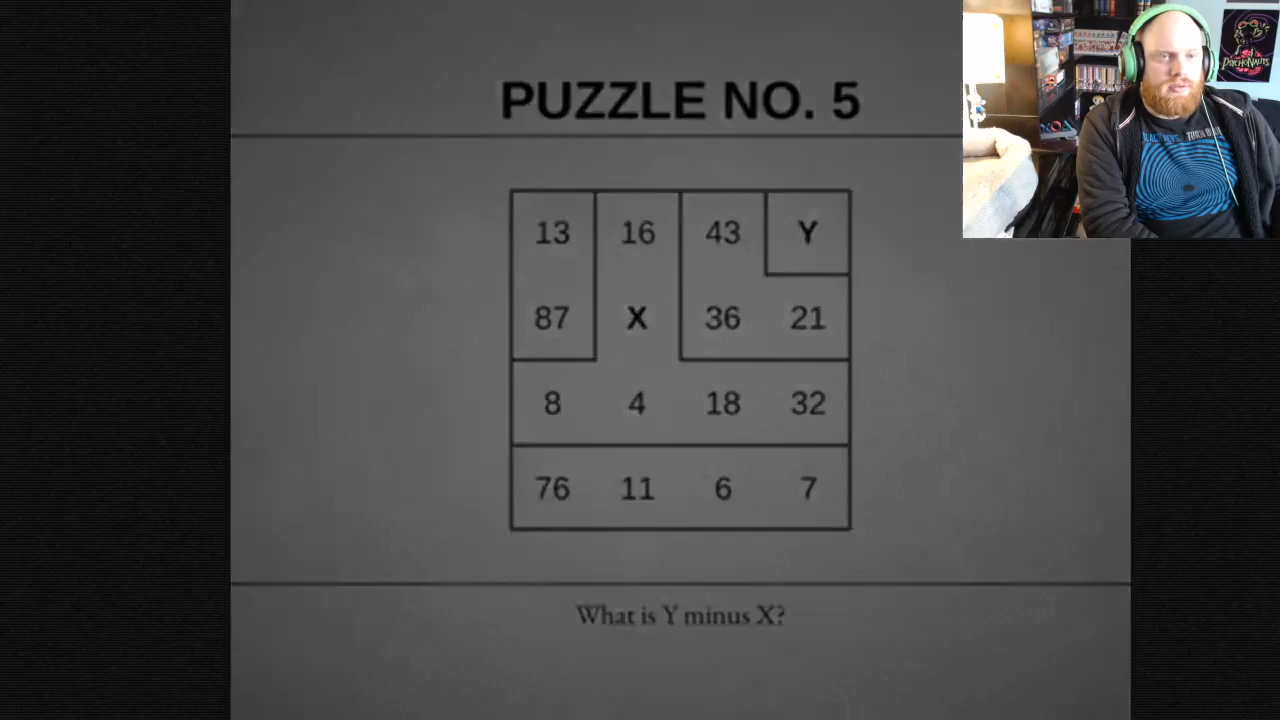 PUZZLE NO. 5
13 16 43 Y
87 X 36 21
8 4 18 32
76 11 6 7
What is Y minus X?
PSYCHONAUTS